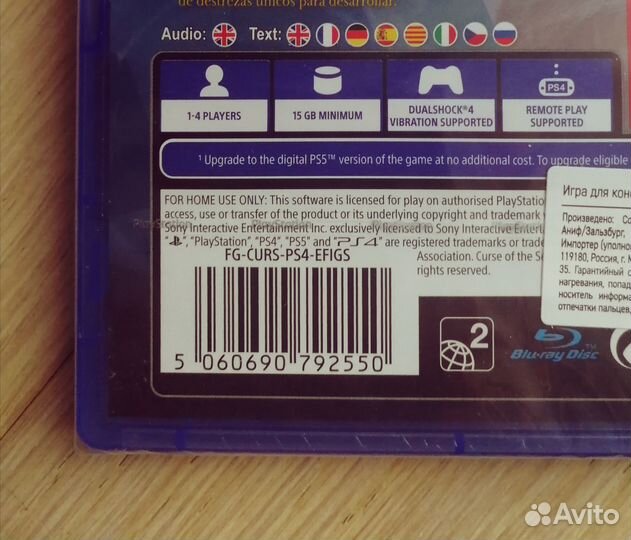 de destrezas únicos para desarrollar.
Audio: Text:
PS4
1-4 PLAYERS
15 GB MINIMUM
DUALSHOCK®4
VIBRATION SUPPORTED
REMOTE PLAY
SUPPORTED
¹ Upgrade to the digital PS5™ version of the game at no additional cost. To upgrade eligible
FOR HOME USE ONLY: This software is licensed for play on authorised PlayStation
access, use or transfer of the product or its underlying copyright and trademark
Sony Interactive Entertainment Inc. exclusively licensed to Sony Interactive Enter
"PlayStation", "PS4", "PS5" and "PS4" are registered trademarks or trade
FG-CURS-PS4-EFIGS
Association. Curse of the Se
rights reserved.
5 060690 792550
2
Blu-ray Disc™
Игра для кон
Произведено: Со
Аниф/Зальзбург,
Импортер (уполно
119180, Россия, г. М
35. Гарантийный с
нагревания, попад
носитель информа
отпечатки пальцев,
Avito